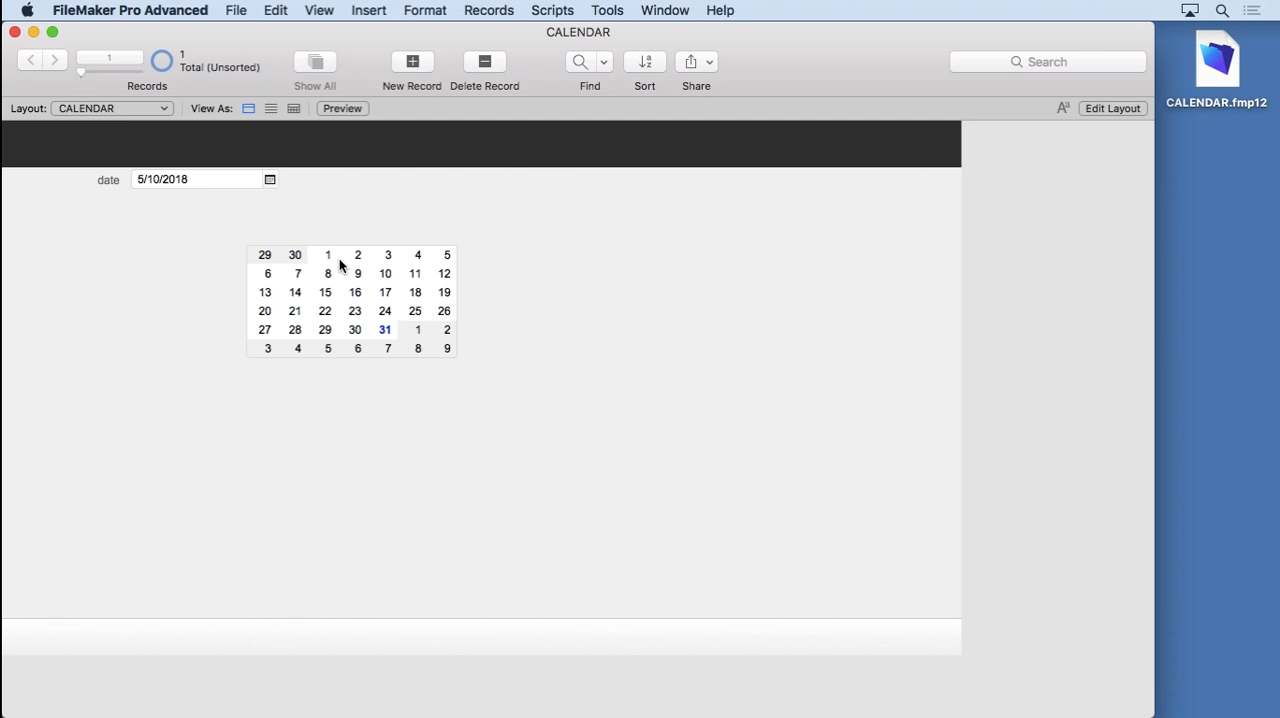 FileMaker Pro Advanced File Edit View Insert Format Records Scripts Tools Window Help
CALENDAR
1
1
Total (Unsorted)
Search
Records Show All New Record Delete Record Find Sort Share
Layout: CALENDAR View As: Preview Aa Edit Layout
CALENDAR.fmp12
date 5/10/2018
29 30 1 2 3 4 5
6 7 8 9 10 11 12
13 14 15 16 17 18 19
20 21 22 23 24 25 26
27 28 29 30 31 1 2
3 4 5 6 7 8 9